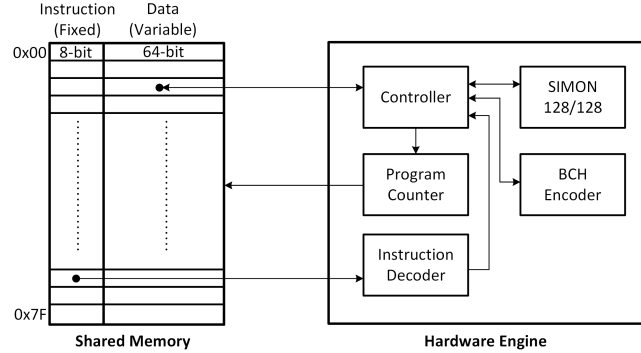 Instruction
(Fixed)
Data
(Variable)
0x00
8-bit
64-bit
0x7F
Shared Memory
Controller
SIMON
128/128
Program
Counter
BCH
Encoder
Instruction
Decoder
Hardware Engine